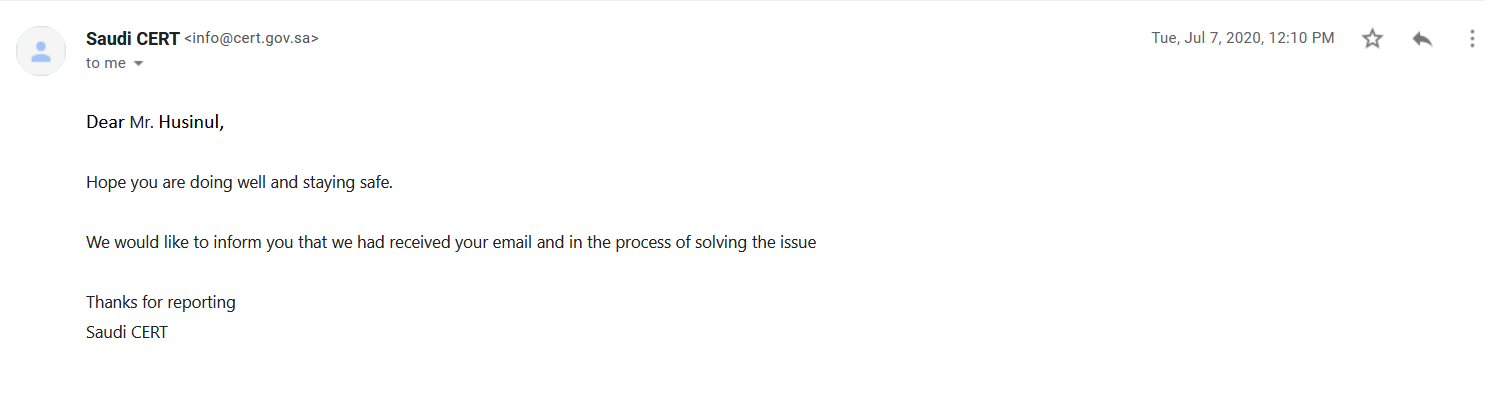 Saudi CERT <info@cert.gov.sa> Tue, Jul 7, 2020, 12:10 PM
to me
Dear Mr. Husinul,
Hope you are doing well and staying safe.
We would like to inform you that we had received your email and in the process of solving the issue
Thanks for reporting
Saudi CERT